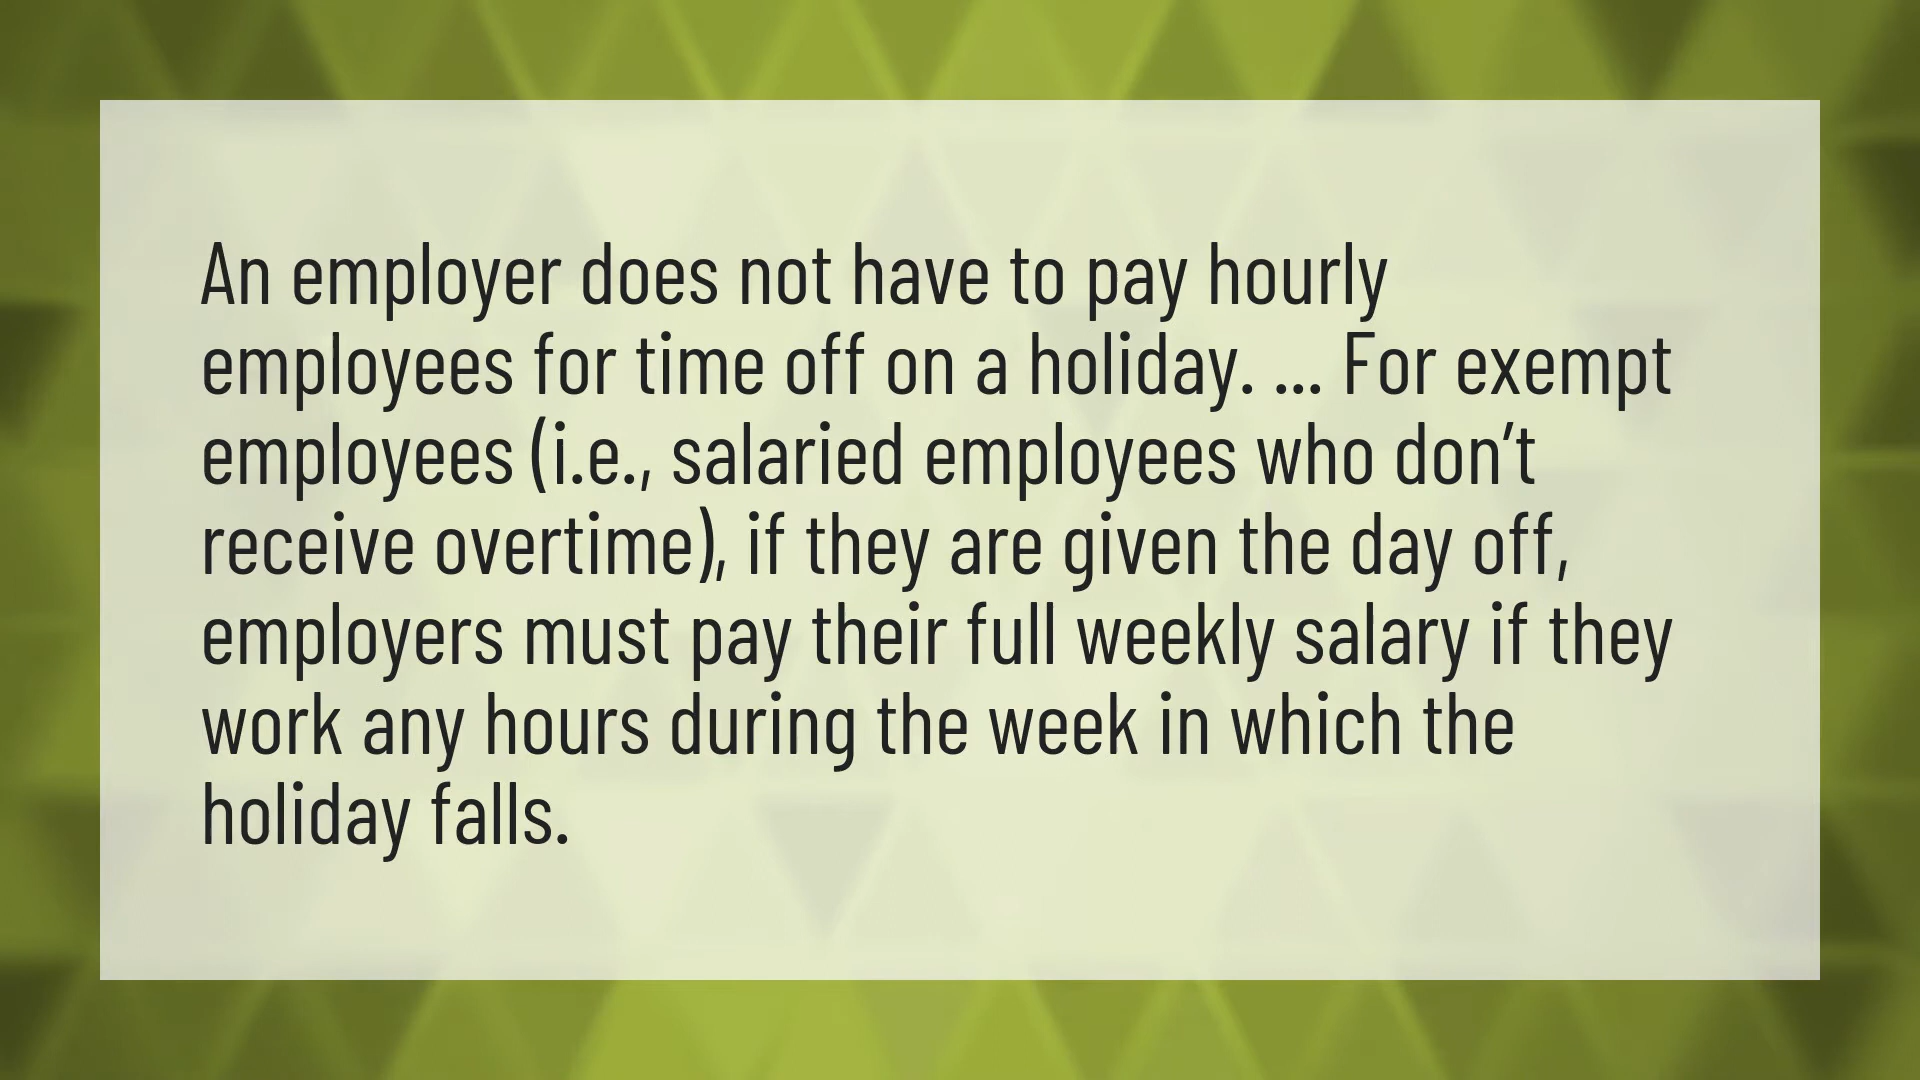 An employer does not have to pay hourly
employees for time off on a holiday. ... For exempt
employees (i.e., salaried employees who don’t
receive overtime), if they are given the day off,
employers must pay their full weekly salary if they
work any hours during the week in which the
holiday falls.